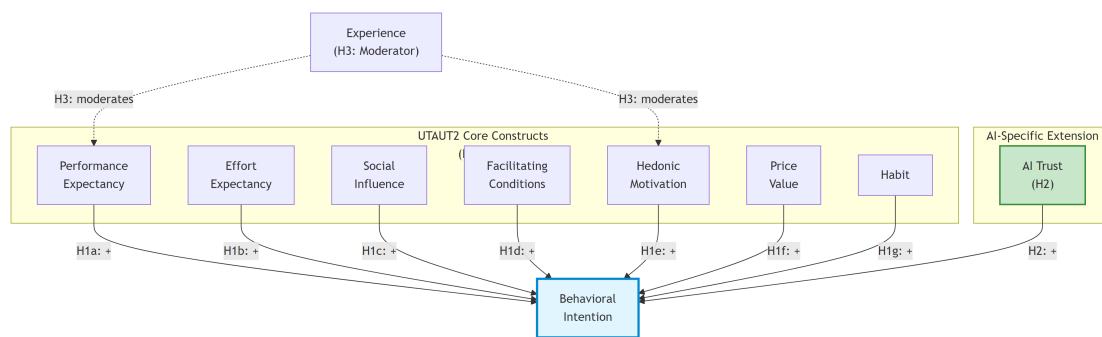 Experience
(H3: Moderator)
H3: moderates
H3: moderates
UTAUT2 Core Constructs
AI-Specific Extension
Performance
Expectancy
Effort
Expectancy
Social
Influence
Facilitating
Conditions
Hedonic
Motivation
Price
Value
Habit
AI Trust
(H2)
H1a: +
H1b: +
H1c: +
H1d: +
H1e: +
H1f: +
H1g: +
H2: +
Behavioral
Intention